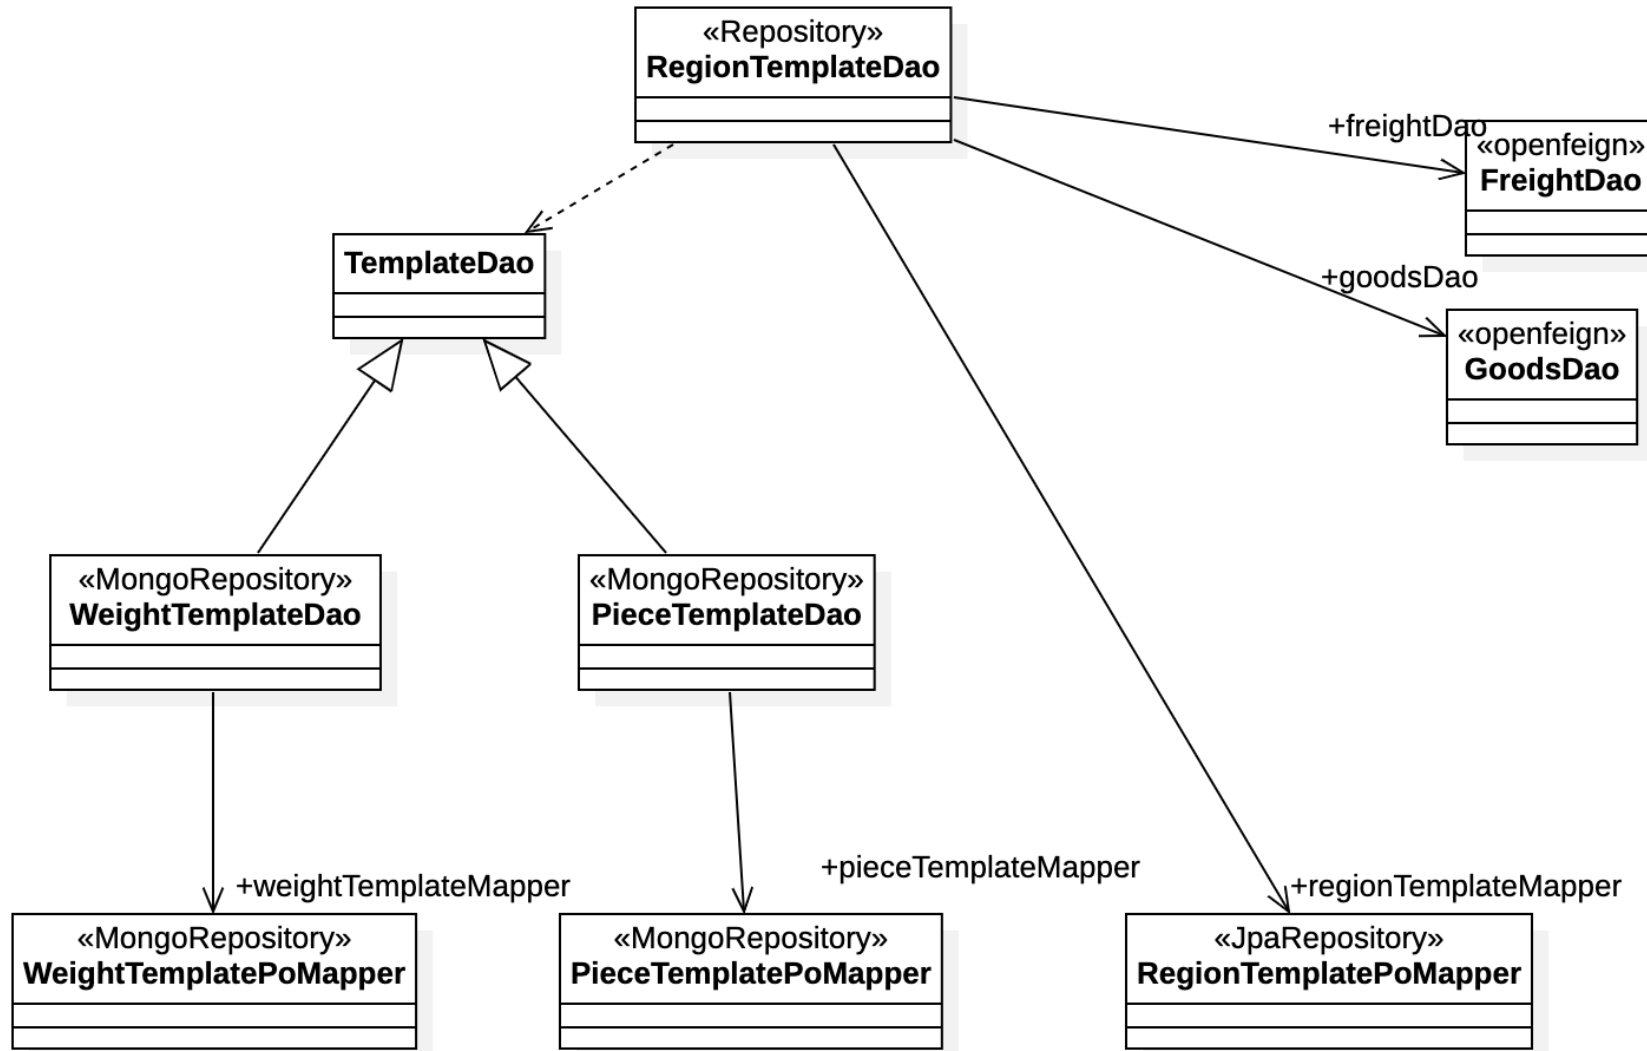 «Repository»
RegionTemplateDao
+freightDao
«openfeign»
FreightDao
TemplateDao
+goodsDao
«openfeign»
GoodsDao
«MongoRepository»
WeightTemplateDao
«MongoRepository»
PieceTemplateDao
+weightTemplateMapper
+pieceTemplateMapper
+regionTemplateMapper
«MongoRepository»
WeightTemplatePoMapper
«MongoRepository»
PieceTemplatePoMapper
«JpaRepository»
RegionTemplatePoMapper